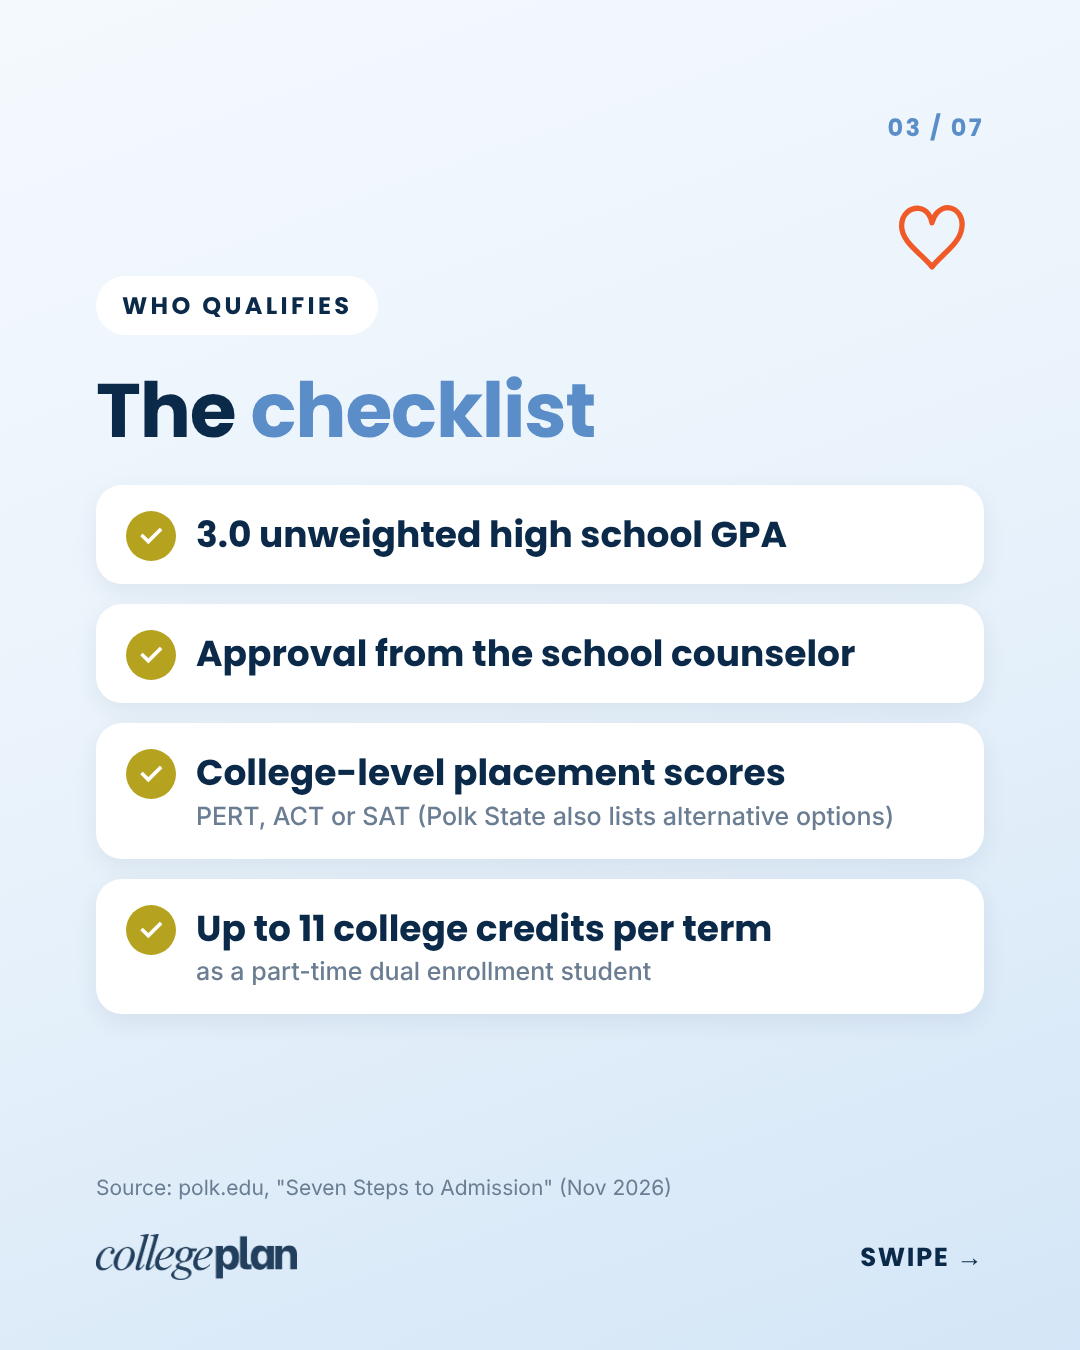 03 / 07
WHO QUALIFIES
The checklist
3.0 unweighted high school GPA
Approval from the school counselor
College-level placement scores
PERT, ACT or SAT (Polk State also lists alternative options)
Up to 11 college credits per term
as a part-time dual enrollment student
Source: polk.edu, "Seven Steps to Admission" (Nov 2026)
collegeplan
SWIPE →